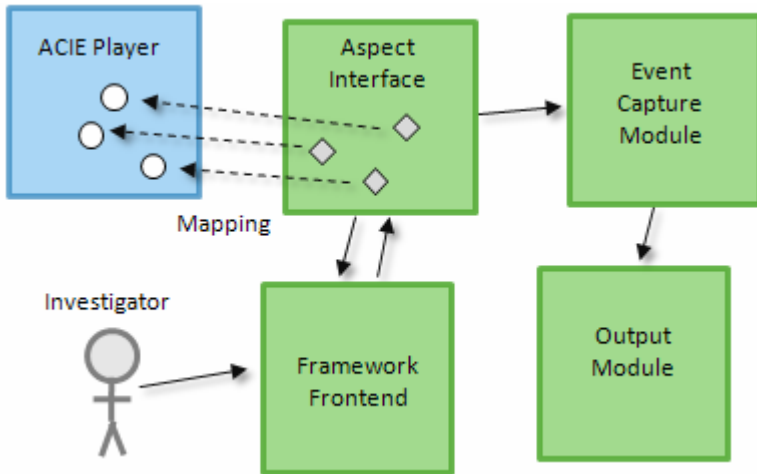 ACIE Player
Aspect
Interface
Event
Capture
Module
Mapping
Investigator
Framework
Frontend
Output
Module